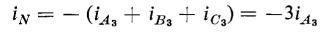 i_N = − (i_{A_3} + i_{B_3} + i_{C_3}) = −3i_{A_3}